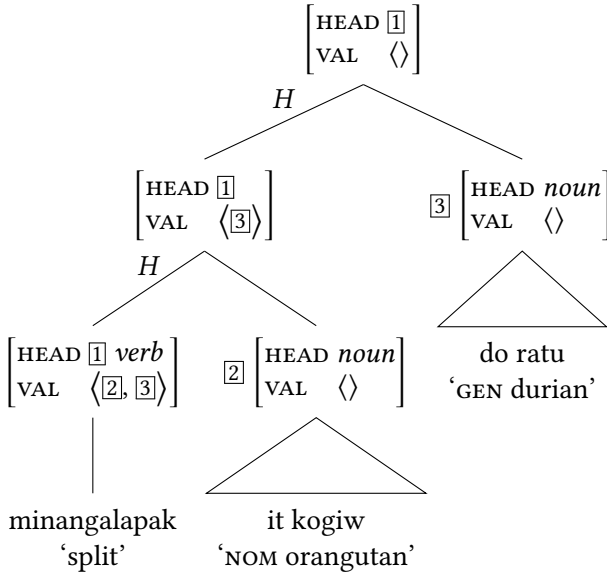 HEAD 1
VAL ⟨⟩
H
HEAD 1
VAL ⟨3⟩
3 HEAD noun
VAL ⟨⟩
H
HEAD 1 verb
VAL ⟨2, 3⟩
2 HEAD noun
VAL ⟨⟩
do ratu
‘GEN durian’
minangalapak
‘split’
it kogiw
‘NOM orangutan’